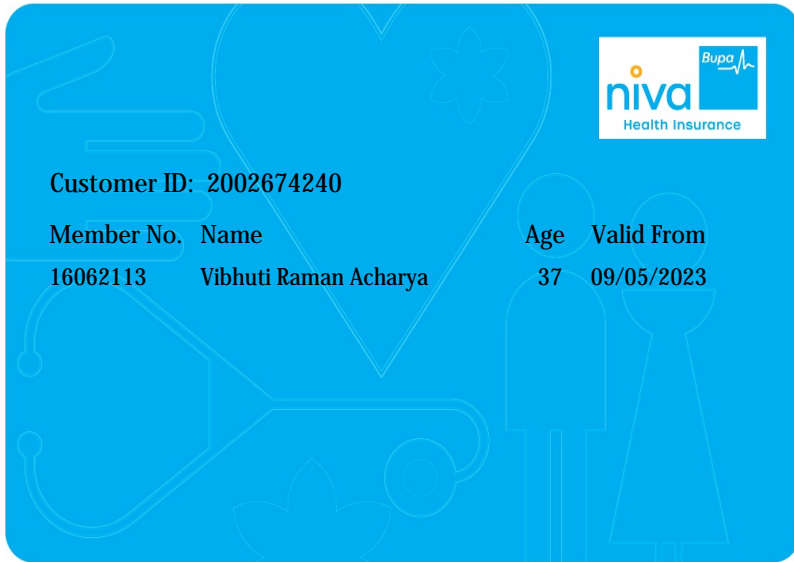 Bupa
niva
Health Insurance
Customer ID: 2002674240
Member No. Name Age Valid From
16062113 Vibhuti Raman Acharya 37 09/05/2023